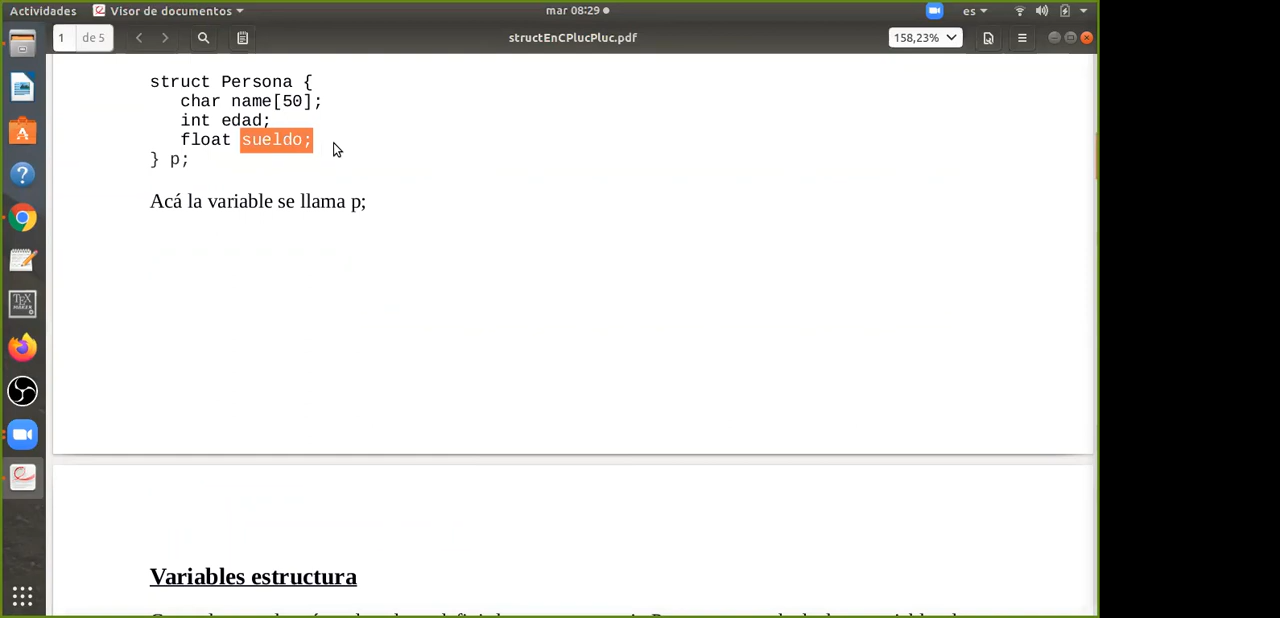 Actividades Visor de documentos mar 08:29 es
1 de 5 structEnCPlucPluc.pdf 158,23%
struct Persona {
char name[50];
int edad;
float sueldo;
} p;
Acá la variable se llama p;
Variables estructura